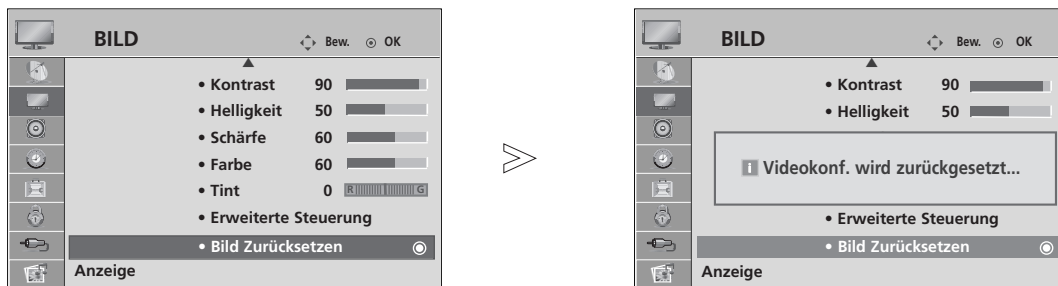 BILD Bew. OK
• Kontrast 90
• Helligkeit 50
• Schärfe 60
• Farbe 60
• Tint 0 R G
• Erweiterte Steuerung
• Bild Zurücksetzen
Anzeige
BILD Bew. OK
• Kontrast 90
• Helligkeit 50
i Videokonf. wird zurückgesetzt...
• Erweiterte Steuerung
• Bild Zurücksetzen
Anzeige